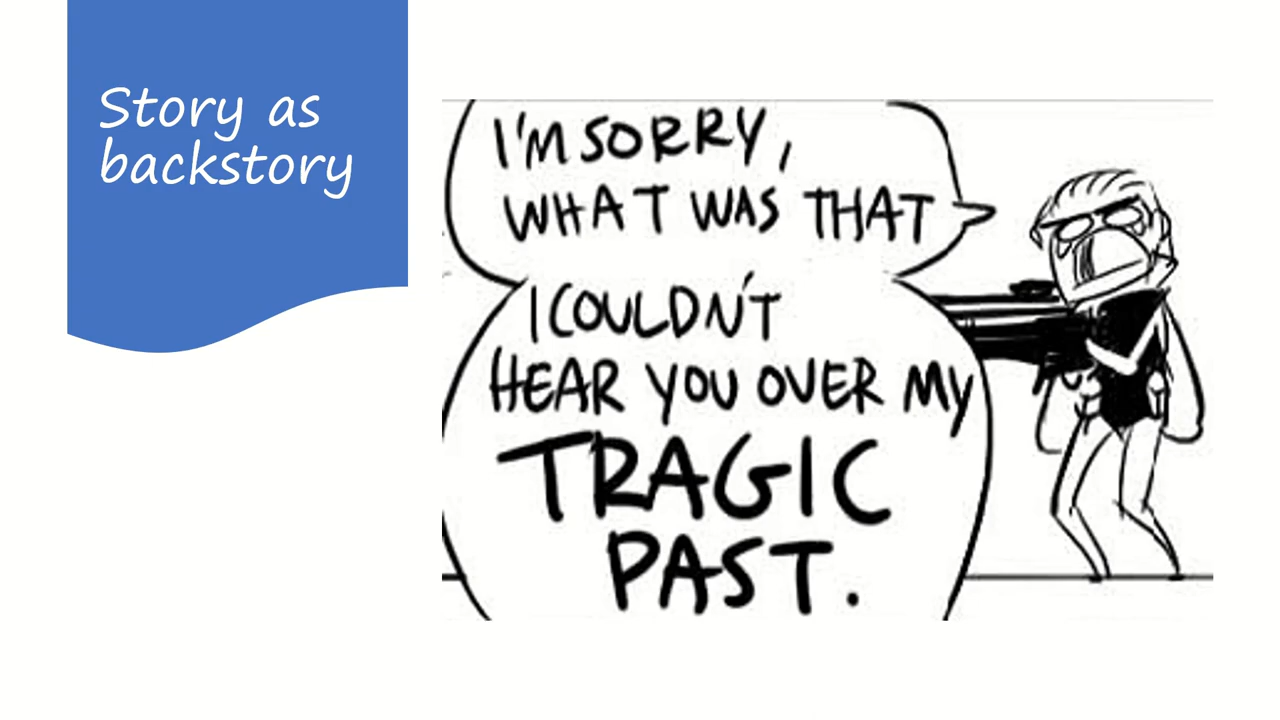 Story as
backstory
I'M SORRY,
WHAT WAS THAT
I COULDN'T
HEAR YOU OVER MY
TRAGIC
PAST.